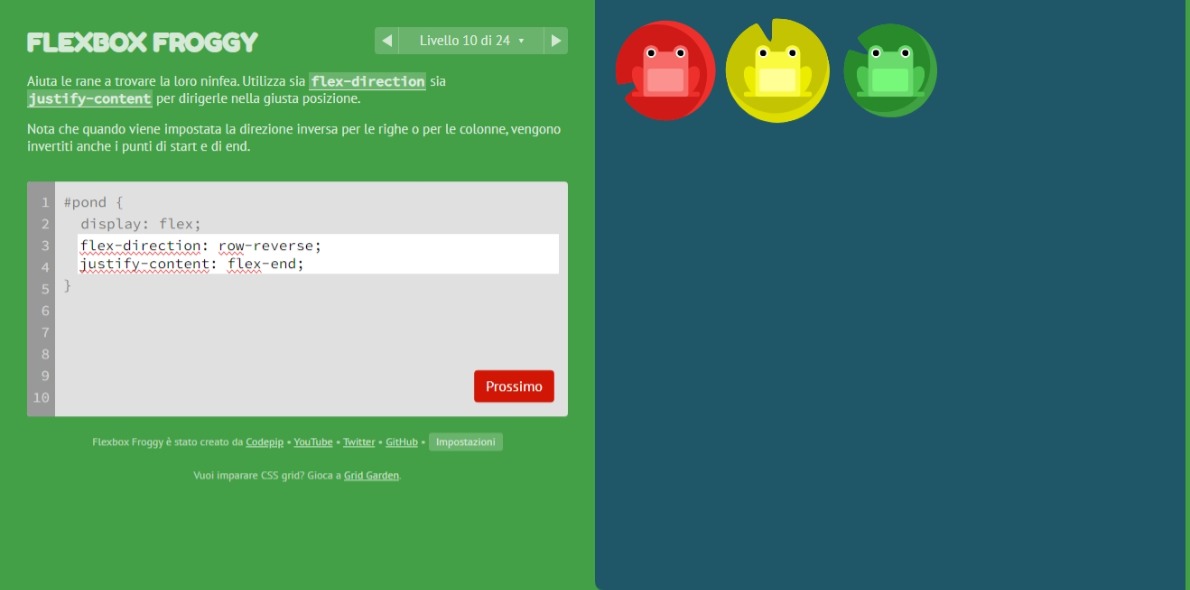 FLEXBOX FROGGY
Livello 10 di 24
Aiuta le rane a trovare la loro ninfea. Utilizza sia flex-direction sia
justify-content per dirigerle nella giusta posizione.
Nota che quando viene impostata la direzione inversa per le righe o per le colonne, vengono
invertiti anche i punti di start e di end.
1 #pond {
2 display: flex;
3 flex-direction: row-reverse;
4 justify-content: flex-end;
5 }
6
7
8
9
10
Prossimo
Flexbox Froggy è stato creato da Codepip • YouTube • Twitter • GitHub • Impostazioni
Vuoi imparare CSS grid? Gioca a Grid Garden.